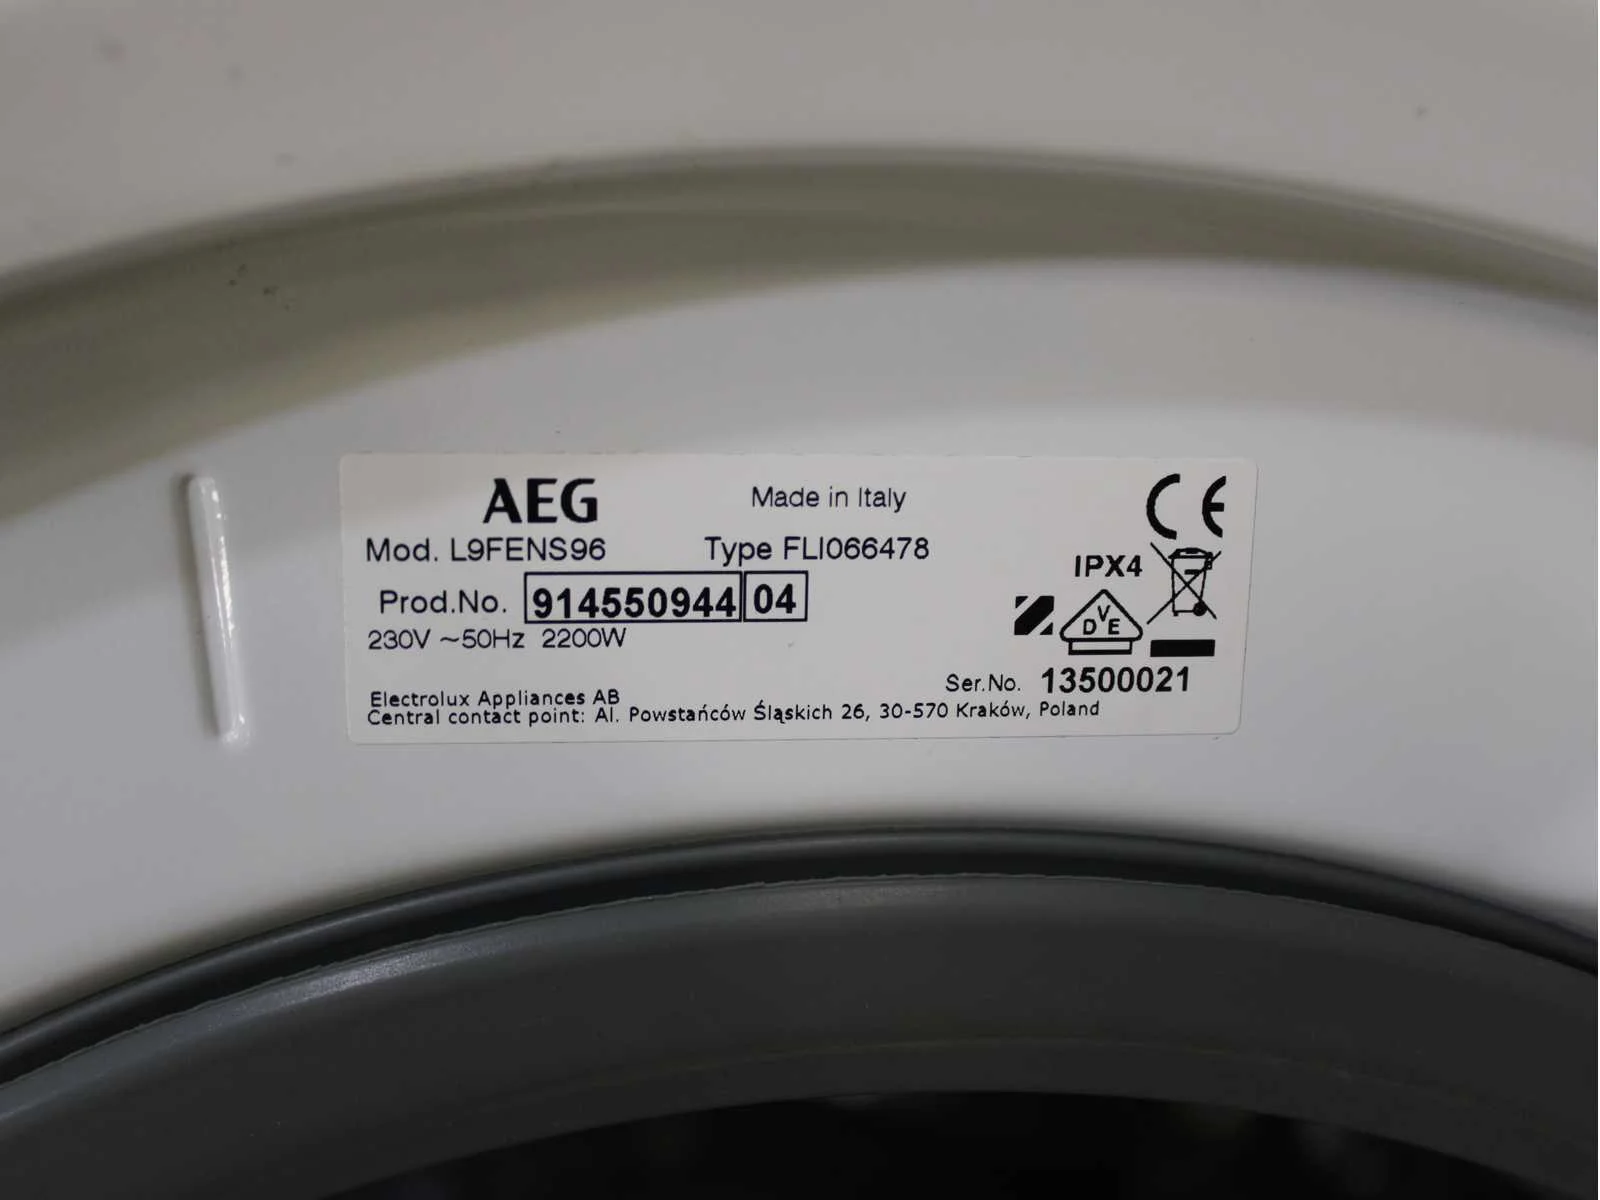 AEG
Made in Italy
CE
Mod. L9FENS96
Type FLI066478
IPX4
Prod.No. 914550944 04
DVE
230V ~50Hz 2200W
Ser.No. 13500021
Electrolux Appliances AB
Central contact point: Al. Powstańców Śląskich 26, 30-570 Kraków, Poland